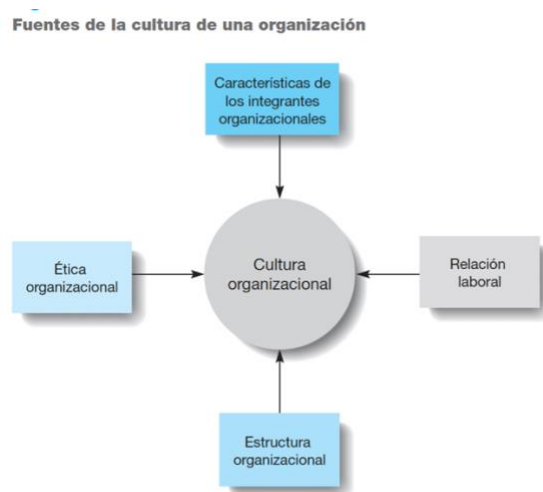 Fuentes de la cultura de una organización
Características de
los integrantes
organizacionales
Ética
organizacional
Cultura
organizacional
Relación
laboral
Estructura
organizacional